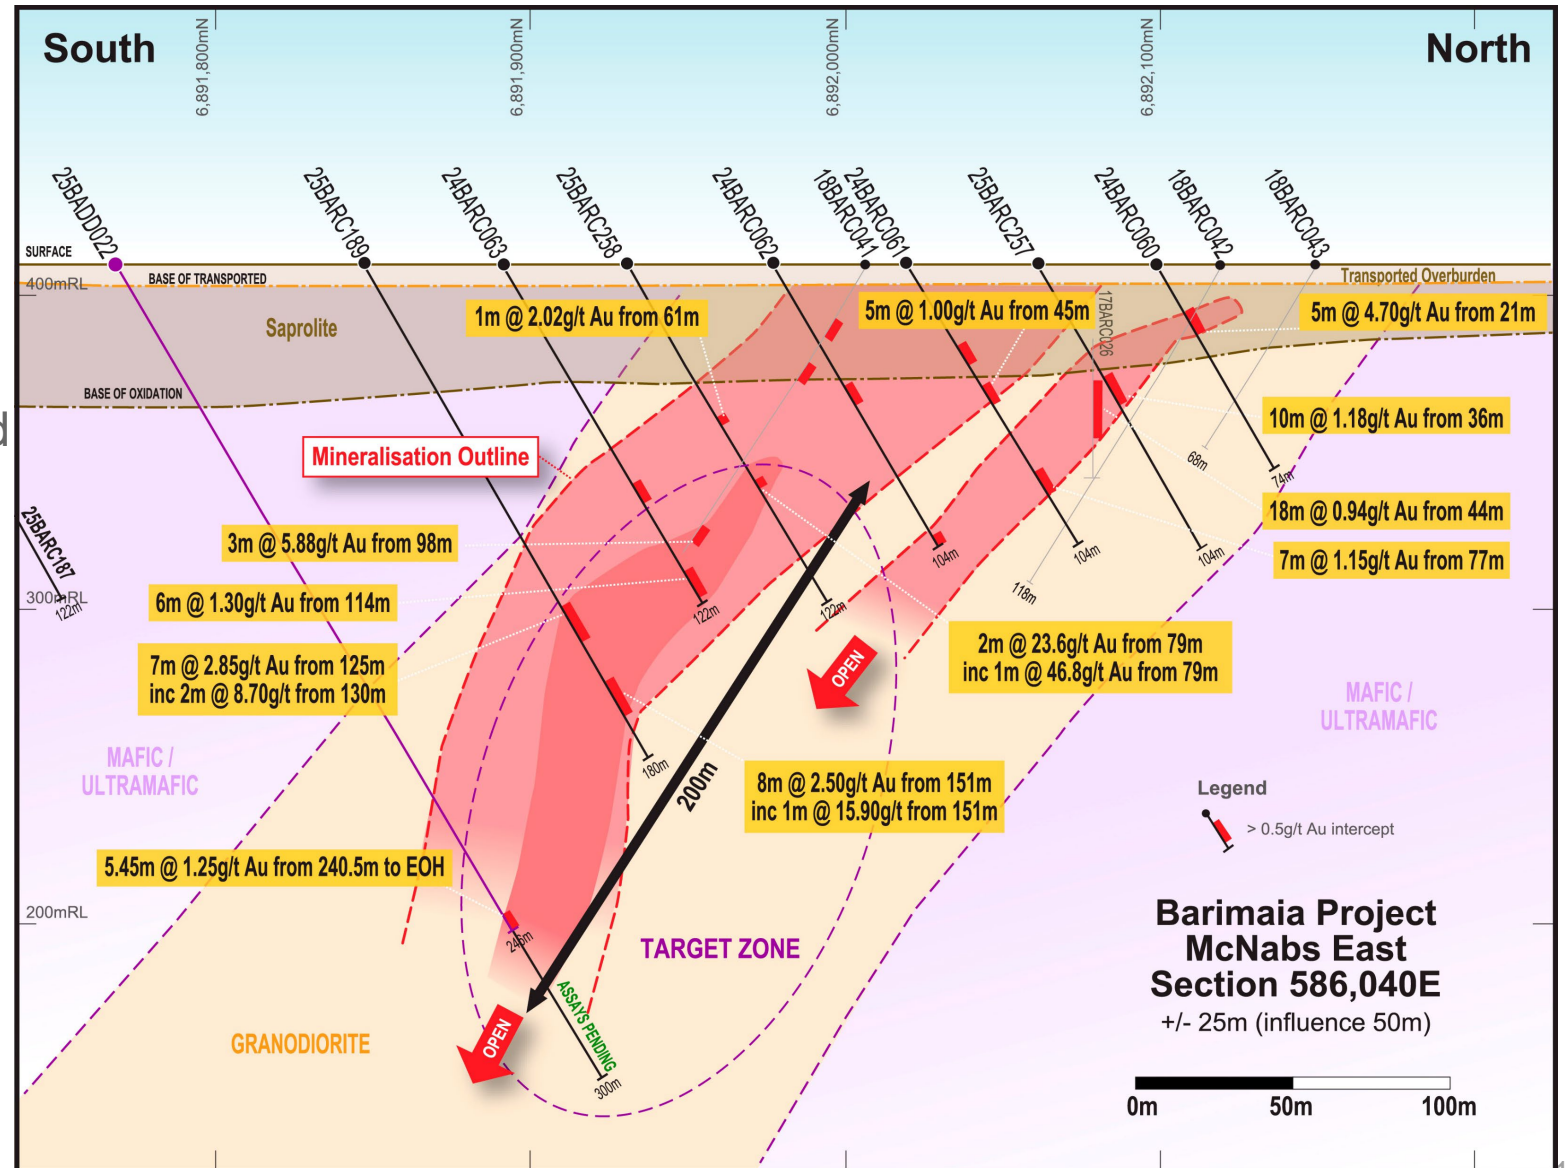 South
North
6,891,800mN
6,891,900mN
6,892,000mN
6,892,100mN
25BADD022
25BARC189
24BARC063
25BARC258
24BARC062
18BARC041
24BARC061
25BARC257
24BARC060
18BARC042
18BARC043
SURFACE
BASE OF TRANSPORTED
Transported Overburden
400mRL
Saprolite
1m @ 2.02g/t Au from 61m
5m @ 1.00g/t Au from 45m
17BARC026
5m @ 4.70g/t Au from 21m
BASE OF OXIDATION
d
10m @ 1.18g/t Au from 36m
Mineralisation Outline
68m
74m
18m @ 0.94g/t Au from 44m
25BARC187
122m
3m @ 5.88g/t Au from 98m
104m
104m
104m
7m @ 1.15g/t Au from 77m
118m
300mRL
6m @ 1.30g/t Au from 114m
122m
122m
7m @ 2.85g/t Au from 125m
inc 2m @ 8.70g/t from 130m
2m @ 23.6g/t Au from 79m
inc 1m @ 46.8g/t Au from 79m
OPEN
MAFIC /
ULTRAMAFIC
MAFIC /
ULTRAMAFIC
180m
200m
8m @ 2.50g/t Au from 151m
inc 1m @ 15.90g/t from 151m
Legend
> 0.5g/t Au intercept
5.45m @ 1.25g/t Au from 240.5m to EOH
200mRL
246m
TARGET ZONE
Barimaia Project
McNabs East
Section 586,040E
+/- 25m (influence 50m)
ASSAYS PENDING
OPEN
GRANODIORITE
300m
0m
50m
100m